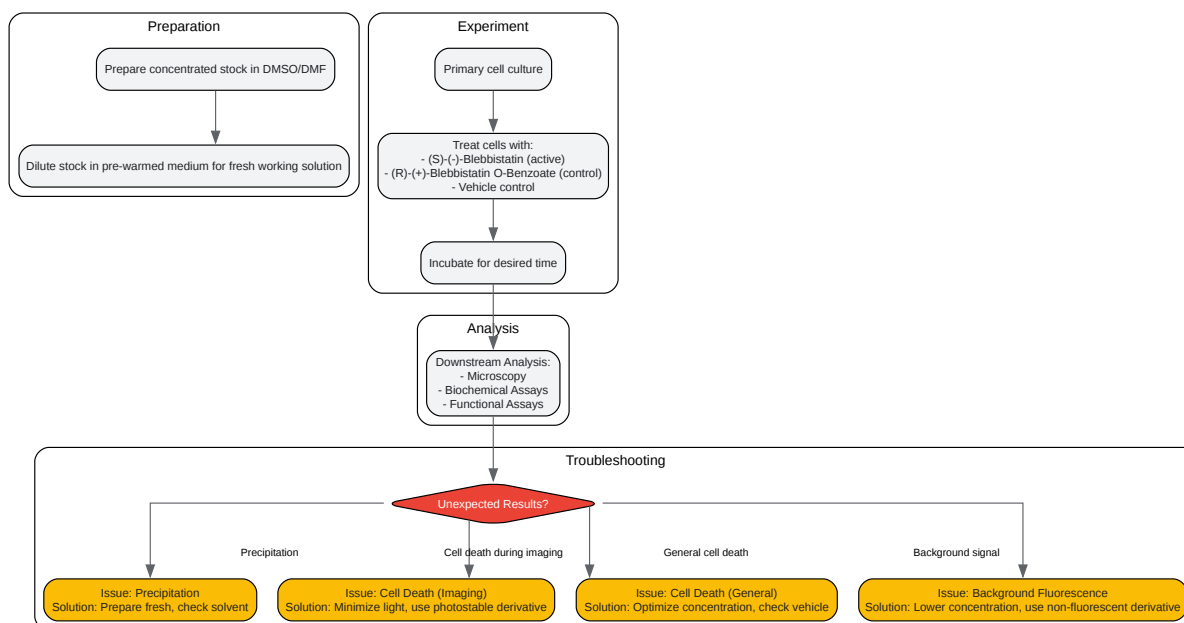 Preparation
Prepare concentrated stock in DMSO/DMF
Dilute stock in pre-warmed medium for fresh working solution
Experiment
Primary cell culture
Treat cells with:
- (S)-(-)-Blebbistatin (active)
- (R)-(+)-Blebbistatin O-Benzoate (control)
- Vehicle control
Incubate for desired time
Analysis
Downstream Analysis:
- Microscopy
- Biochemical Assays
- Functional Assays
Troubleshooting
Unexpected Results?
Precipitation
Cell death during imaging
General cell death
Background signal
Issue: Precipitation
Solution: Prepare fresh, check solvent
Issue: Cell Death (Imaging)
Solution: Minimize light, use photostable derivative
Issue: Cell Death (General)
Solution: Optimize concentration, check vehicle
Issue: Background Fluorescence
Solution: Lower concentration, use non-fluorescent derivative